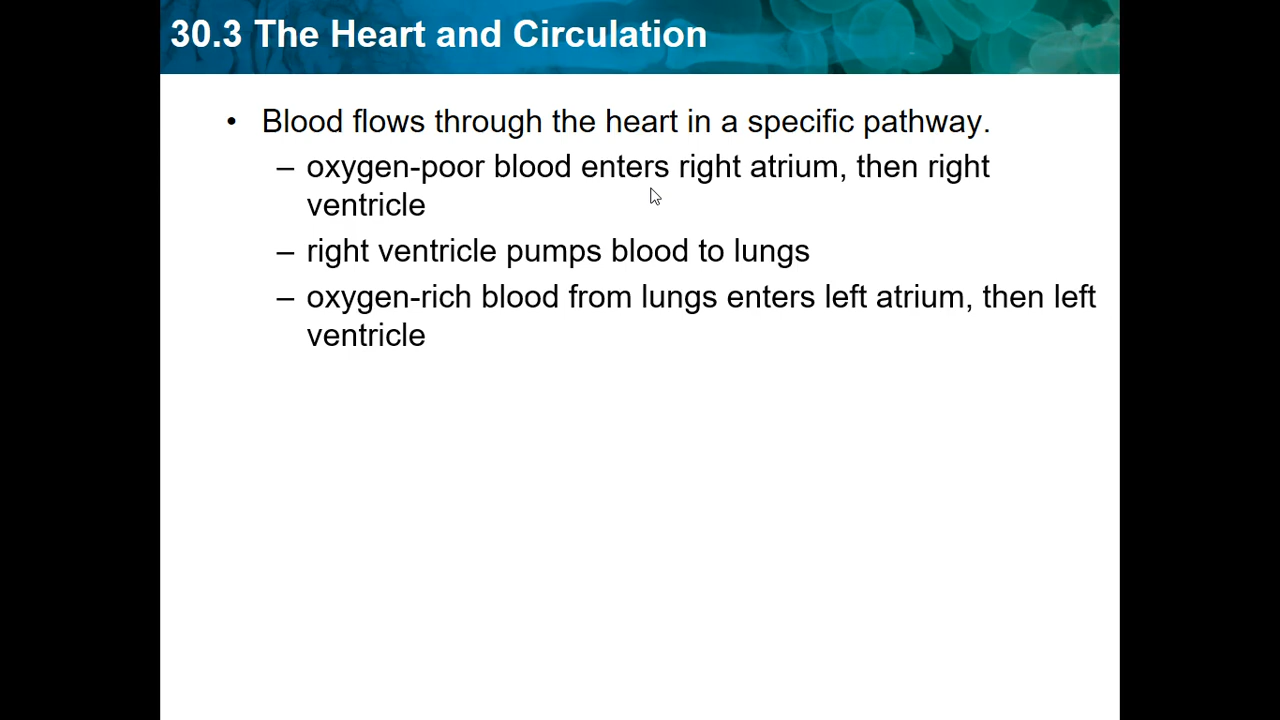 30.3 The Heart and Circulation
• Blood flows through the heart in a specific pathway.
– oxygen-poor blood enters right atrium, then right
ventricle
– right ventricle pumps blood to lungs
– oxygen-rich blood from lungs enters left atrium, then left
ventricle